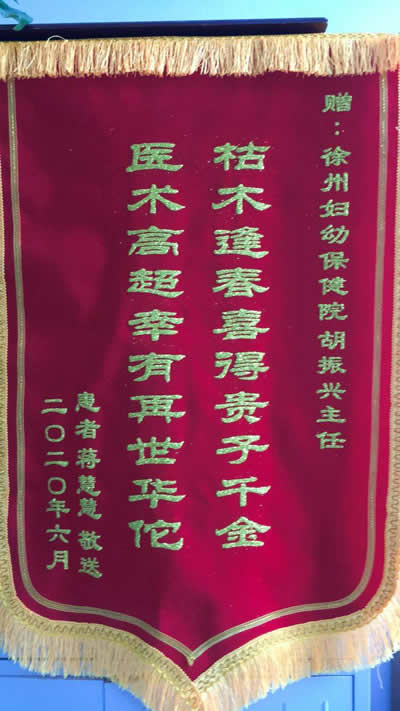 赠：徐州妇幼保健院胡振兴主任
枯木逢春喜得贵子千金
医术高超幸有再世华佗
患者蒋慧慧敬送
二〇二〇年六月